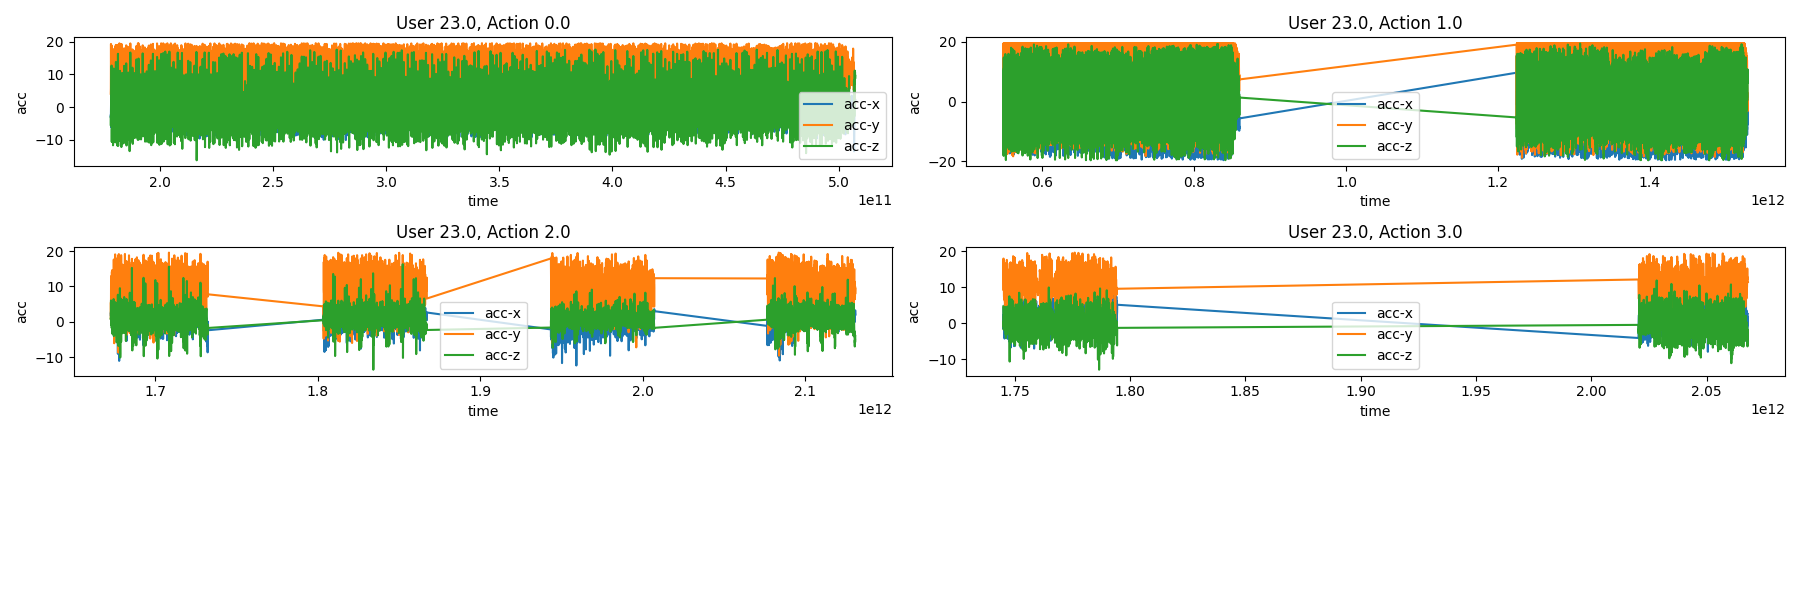 User 23.0, Action 0.0
20
10
0
−10
acc
acc-x
acc-y
acc-z
2.0 2.5 3.0 3.5 4.0 4.5 5.0
time
1e11
User 23.0, Action 1.0
20
0
−20
acc
acc-x
acc-y
acc-z
0.6 0.8 1.0 1.2 1.4
time
1e12
User 23.0, Action 2.0
20
10
0
−10
acc
acc-x
acc-y
acc-z
1.7 1.8 1.9 2.0 2.1
time
1e12
User 23.0, Action 3.0
20
10
0
−10
acc
acc-x
acc-y
acc-z
1.75 1.80 1.85 1.90 1.95 2.00 2.05
time
1e12